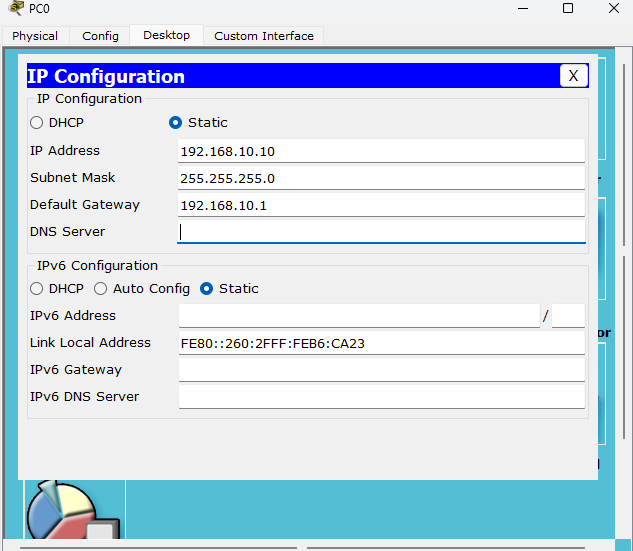 PC0
Physical Config Desktop Custom Interface
IP Configuration X
IP Configuration
DHCP Static
IP Address 192.168.10.10
Subnet Mask 255.255.255.0
Default Gateway 192.168.10.1
DNS Server
IPv6 Configuration
DHCP Auto Config Static
IPv6 Address /
Link Local Address FE80::260:2FFF:FEB6:CA23
IPv6 Gateway
IPv6 DNS Server
or